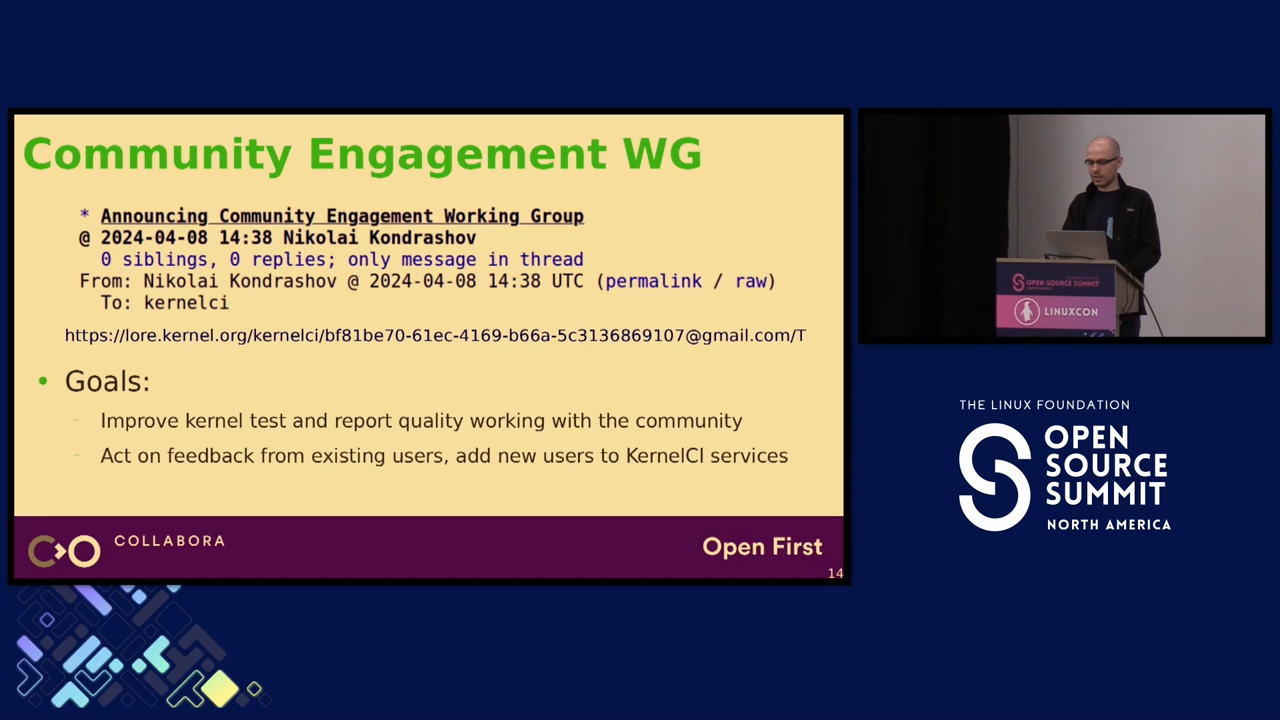 Community Engagement WG
* Announcing Community Engagement Working Group
@ 2024-04-08 14:38 Nikolai Kondrashov
0 siblings, 0 replies; only message in thread
From: Nikolai Kondrashov @ 2024-04-08 14:38 UTC (permalink / raw)
To: kernelci
https://lore.kernel.org/kernelci/bf81be70-61ec-4169-b66a-5c3136869107@gmail.com/T
• Goals:
- Improve kernel test and report quality working with the community
- Act on feedback from existing users, add new users to KernelCI services
COLLABORA
Open First
14
OPEN SOURCE SUMMIT
LINUXCON
THE LINUX FOUNDATION
OPEN
SOURCE
SUMMIT
NORTH AMERICA